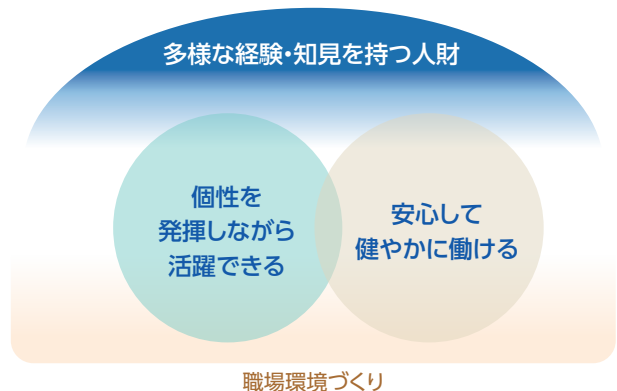 多様な経験・知見を持つ人財
個性を
発揮しながら
活躍できる
安心して
健やかに働ける
職場環境づくり